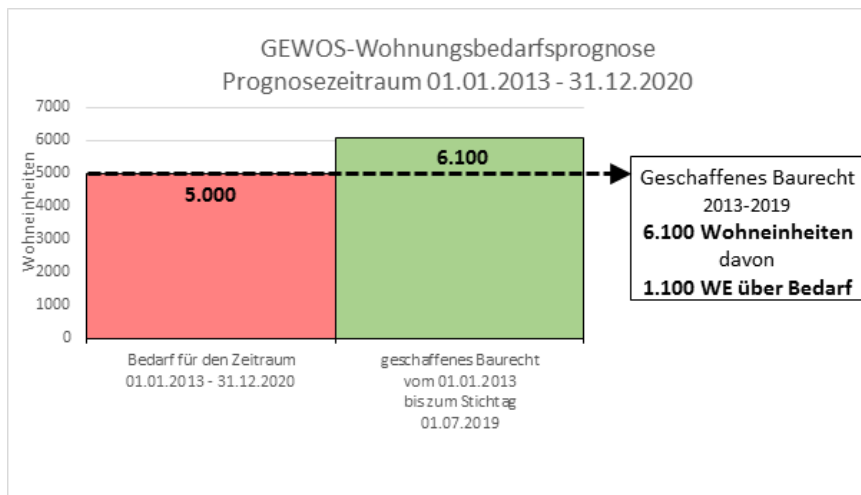 GEWOS-Wohnungsbedarfsprognose
Prognosezeitraum 01.01.2013 - 31.12.2020
Wohneinheiten
7000
6000
5000
4000
3000
2000
1000
0
5.000
6.100
Bedarf für den Zeitraum
01.01.2013 - 31.12.2020
geschaffenes Baurecht
vom 01.01.2013
bis zum Stichtag
01.07.2019
Geschaffenes Baurecht
2013-2019
6.100 Wohneinheiten
davon
1.100 WE über Bedarf